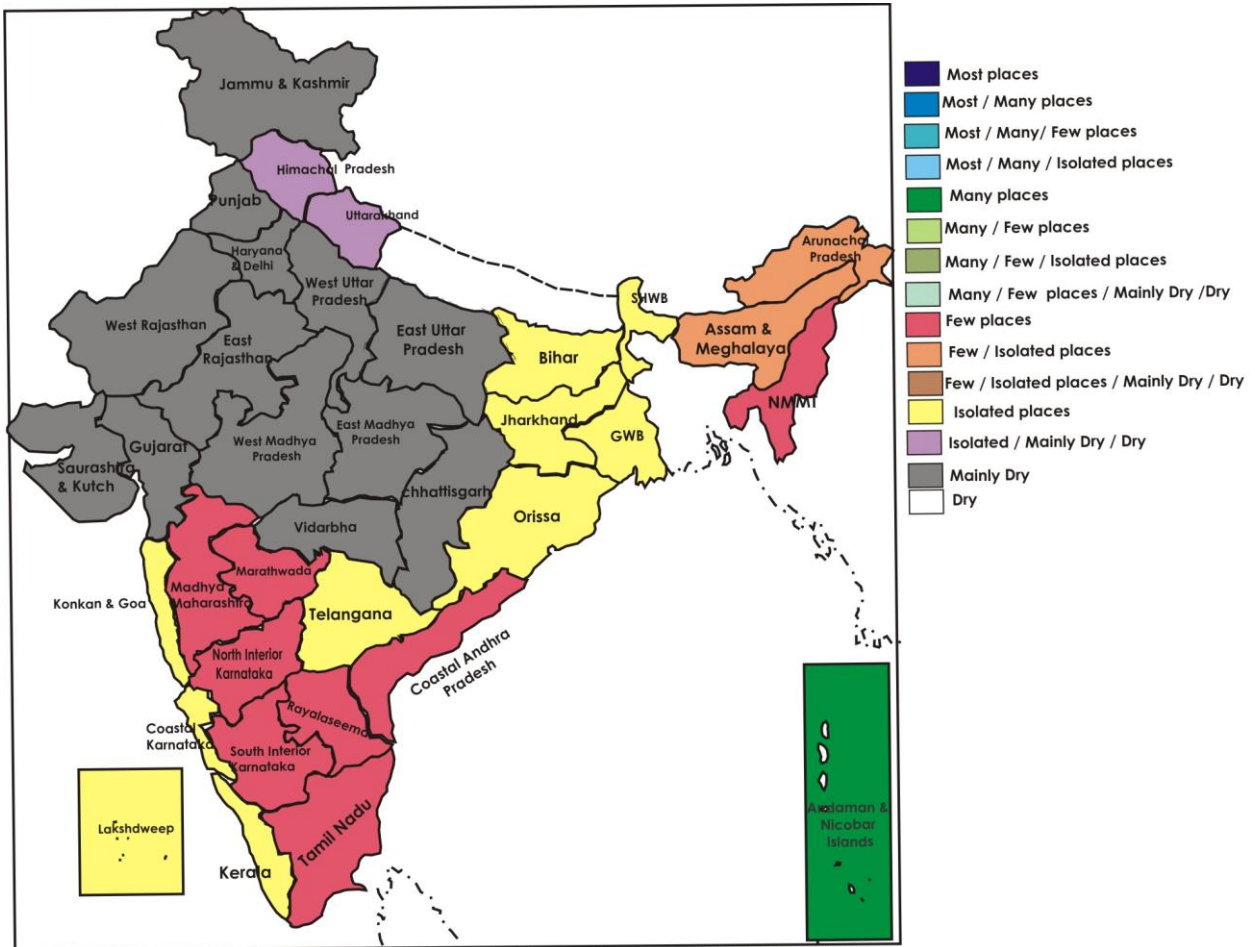 Jammu & Kashmir
Himachal Pradesh
Punjab
Uttarakhand
Haryana
& Delhi
West Uttar
Pradesh
West Rajasthan
East
Rajasthan
East Uttar
Pradesh
SHWB
Arunachal
Pradesh
Assam &
Meghalaya
Bihar
NMMT
Jharkhand
GWB
East Madhya
Pradesh
West Madhya
Pradesh
Gujarat
Saurashtra
& Kutch
Chhattisgarh
Orissa
Vidarbha
Marathwada
Madhya
Maharashtra
Konkan & Goa
Telangana
North Interior
Karnataka
Coastal Andhra
Pradesh
Rayalaseema
Coastal
Karnataka
South Interior
Karnataka
Lakshdweep
Kerala
Tamil Nadu
Andaman &
Nicobar
Islands
Most places
Most / Many places
Most / Many/ Few places
Most / Many / Isolated places
Many places
Many / Few places
Many / Few / Isolated places
Many / Few places / Mainly Dry /Dry
Few places
Few / Isolated places
Few / Isolated places / Mainly Dry / Dry
Isolated places
Isolated / Mainly Dry / Dry
Mainly Dry
Dry